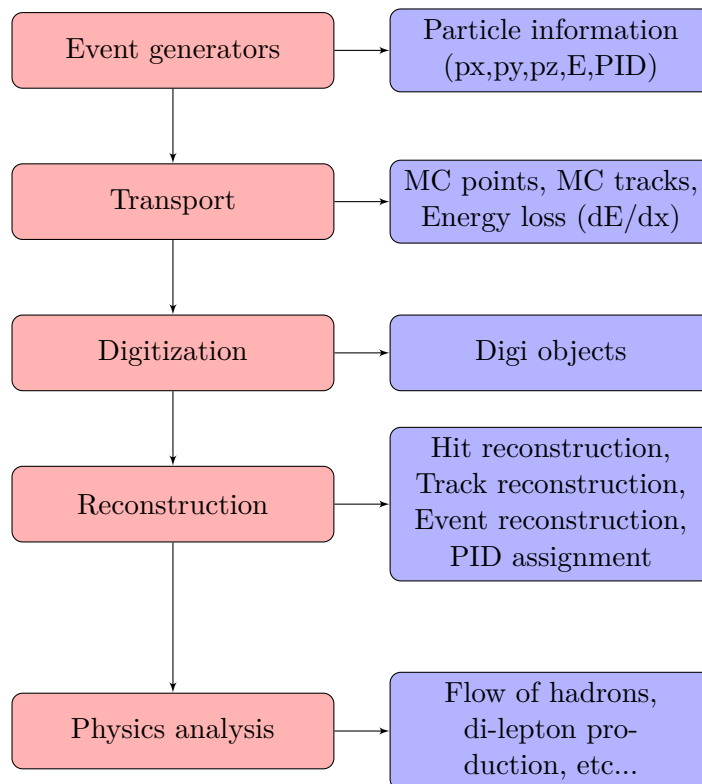 Event generators
Particle information
(px,py,pz,E,PID)
Transport
MC points, MC tracks,
Energy loss (dE/dx)
Digitization
Digi objects
Reconstruction
Hit reconstruction,
Track reconstruction,
Event reconstruction,
PID assignment
Physics analysis
Flow of hadrons,
di-lepton pro-
duction, etc...